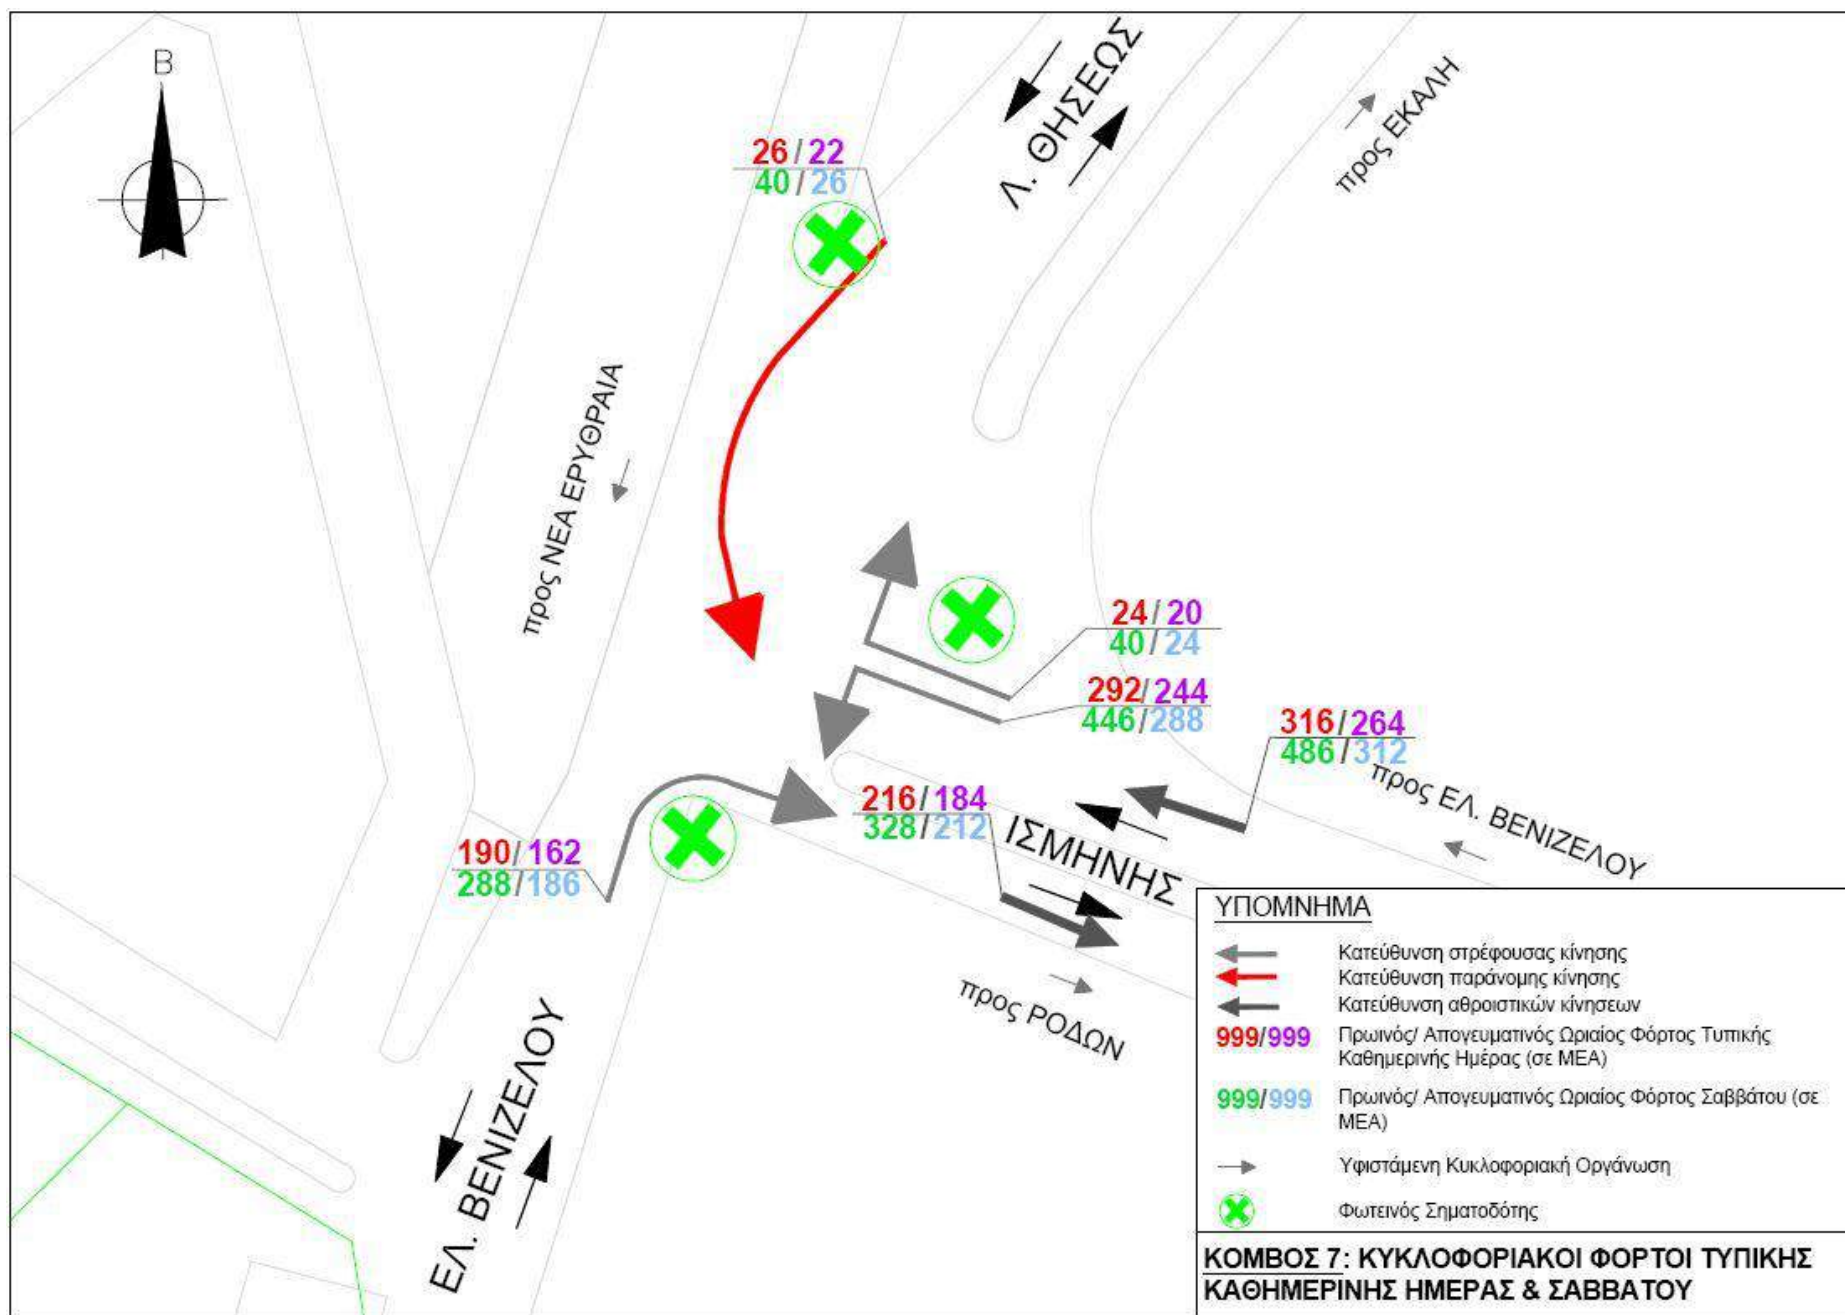 Β
Λ. ΘΗΣΕΩΣ
προς ΕΚΑΛΗ
26/22
40/26
προς ΝΕΑ ΕΡΥΘΡΑΙΑ
24/20
40/24
292/244
446/288
316/264
486/312
προς ΕΛ. ΒΕΝΙΖΕΛΟΥ
216/184
328/212
ΙΣΜΗΝΗΣ
190/162
288/186
προς ΡΟΔΩΝ
ΕΛ. ΒΕΝΙΖΕΛΟΥ
ΥΠΟΜΝΗΜΑ
Κατεύθυνση στρέφουσας κίνησης
Κατεύθυνση παράνομης κίνησης
Κατεύθυνση αθροιστικών κίνησεων
999/999 Πρωινός/ Απογευματινός Ωριαίος Φόρτος Τυπικής
Καθημερινής Ημέρας (σε ΜΕΑ)
999/999 Πρωινός/ Απογευματινός Ωριαίος Φόρτος Σαββάτου (σε
ΜΕΑ)
Υφιστάμενη Κυκλοφοριακή Οργάνωση
Φωτεινός Σηματοδότης
ΚΟΜΒΟΣ 7: ΚΥΚΛΟΦΟΡΙΑΚΟΙ ΦΟΡΤΟΙ ΤΥΠΙΚΗΣ
ΚΑΘΗΜΕΡΙΝΗΣ ΗΜΕΡΑΣ & ΣΑΒΒΑΤΟΥ